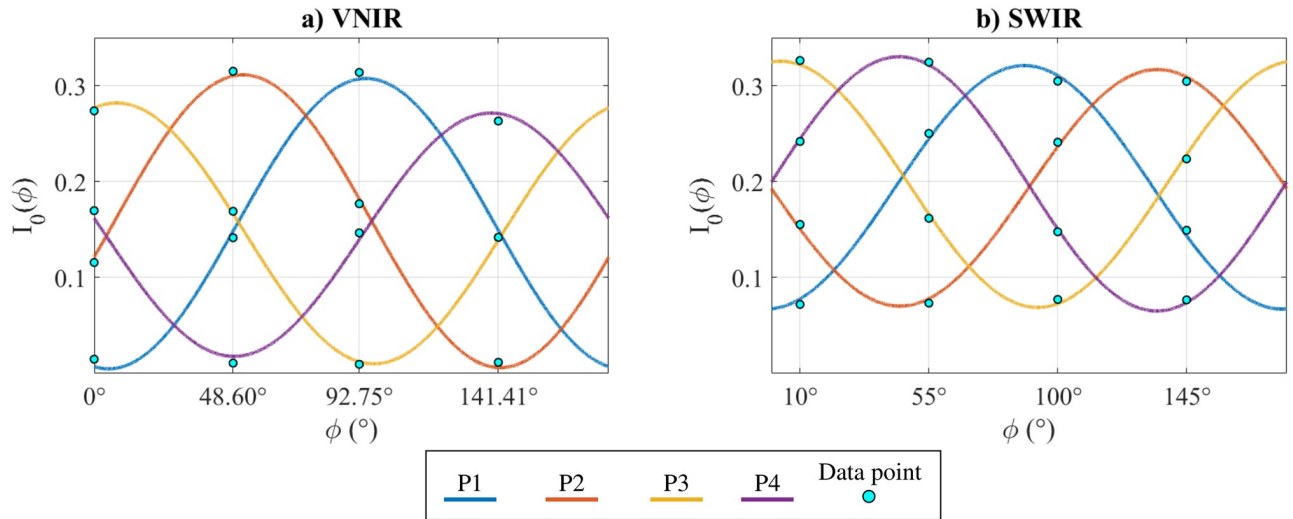 a) VNIR
b) SWIR
0.3
0.2
0.1
I0(ϕ)
0° 48.60° 92.75° 141.41°
ϕ (°)
0.3
0.2
0.1
I0(ϕ)
10° 55° 100° 145°
ϕ (°)
P1 P2 P3 P4 Data point